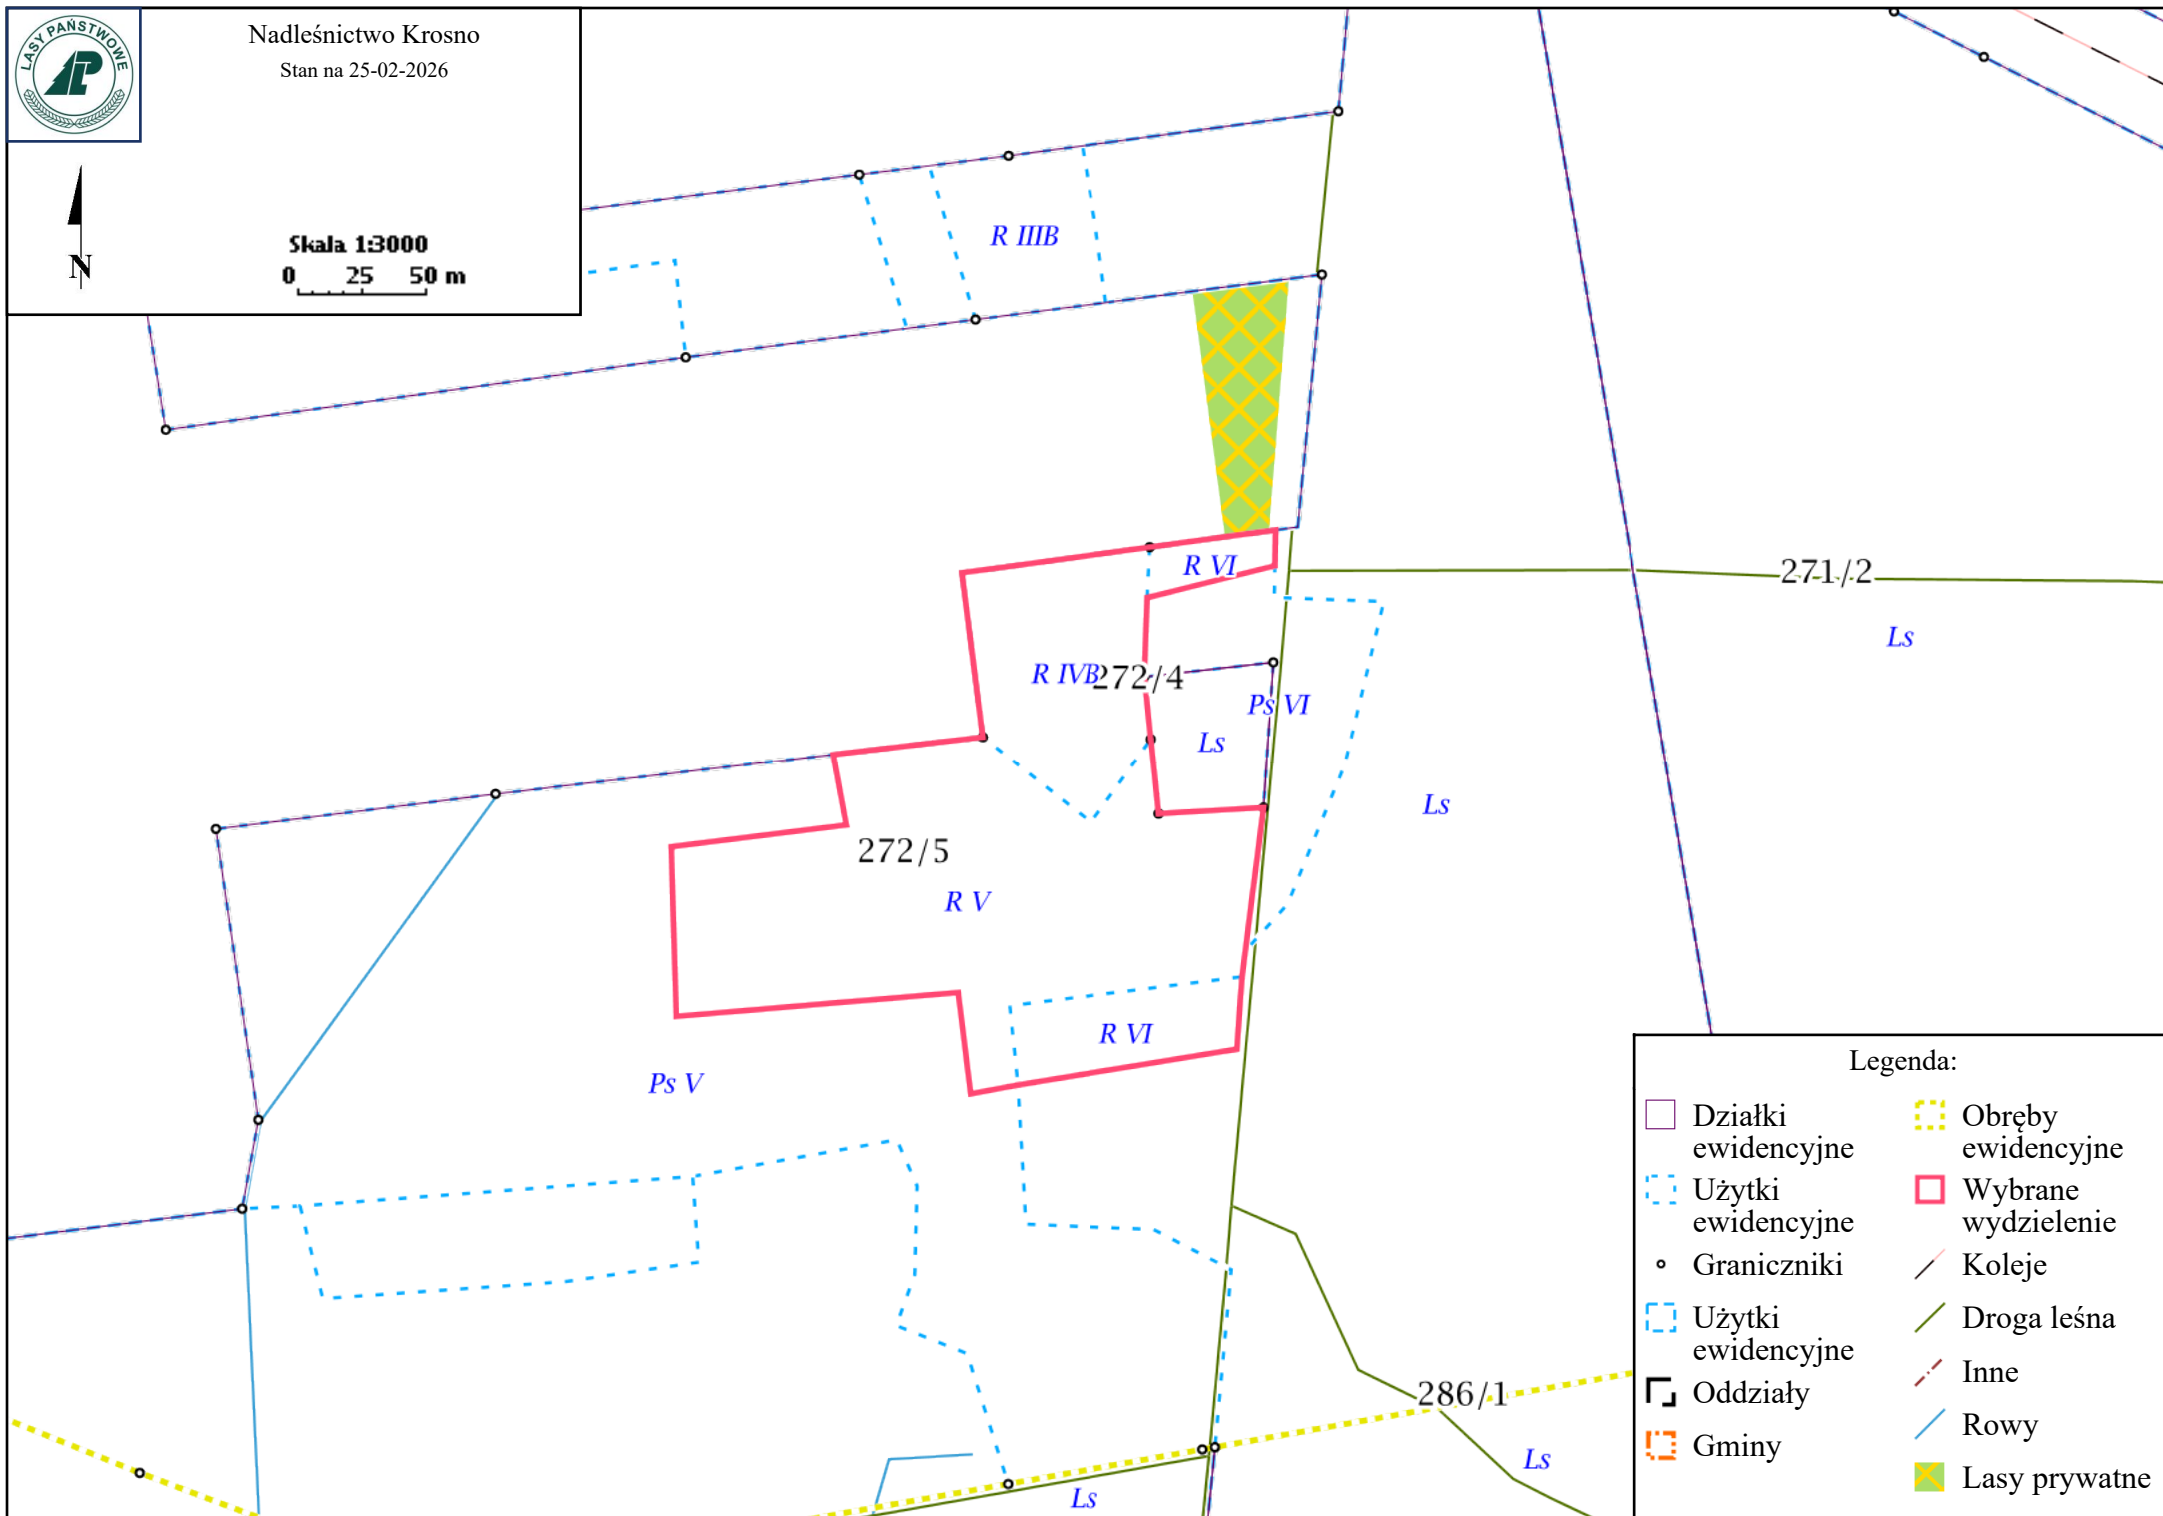 LASY PAŃSTWOWE
Nadleśnictwo Krosno
Stan na 25-02-2026
N
Skala 1:3000
0 25 50 m
R IIIB
R VI
271/2
Ls
R IVB
272/4
Ps VI
Ls
Ls
272/5
R V
R VI
Ps V
286/1
Ls
Ls
Legenda:
Działki
ewidencyjne
Użytki
ewidencyjne
Graniczniki
Użytki
ewidencyjne
Oddziały
Gminy
Obręby
ewidencyjne
Wybrane
wydzielenie
Koleje
Droga leśna
Inne
Rowy
Lasy prywatne